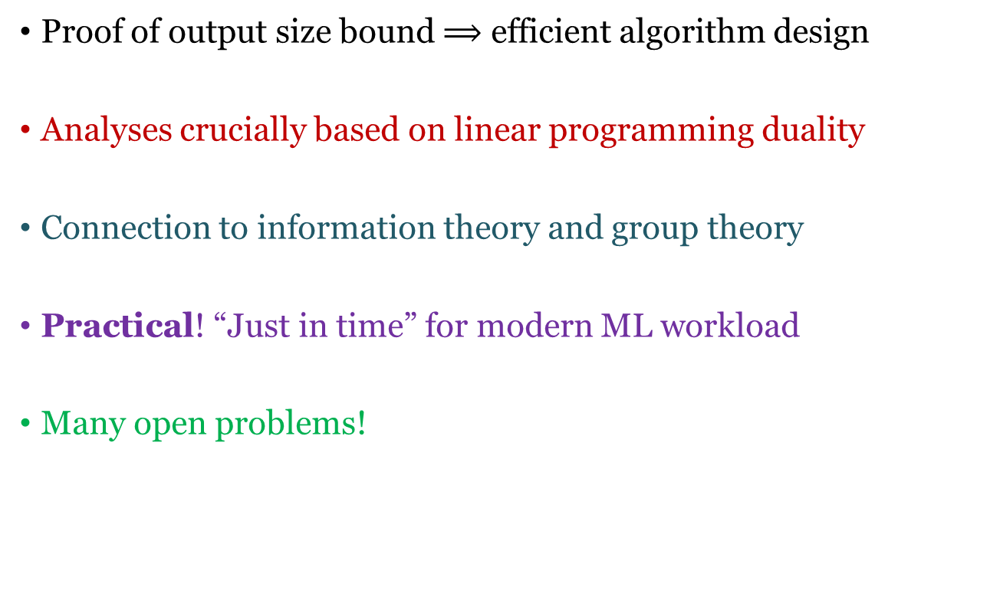 • Proof of output size bound ⟹ efficient algorithm design
• Analyses crucially based on linear programming duality
• Connection to information theory and group theory
• Practical! “Just in time” for modern ML workload
• Many open problems!